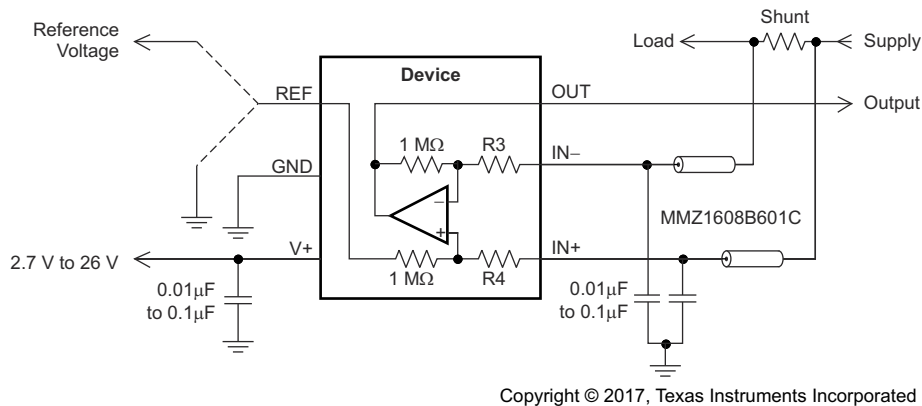 Shunt
Reference
Voltage
Load
Supply
Device
REF
OUT
Output
1 MΩ
R3
IN−
GND
−
MMZ1608B601C
+
V+
IN+
2.7 V to 26 V
1 MΩ
R4
0.01µF
to 0.1µF
0.01µF
to 0.1µF
Copyright © 2017, Texas Instruments Incorporated